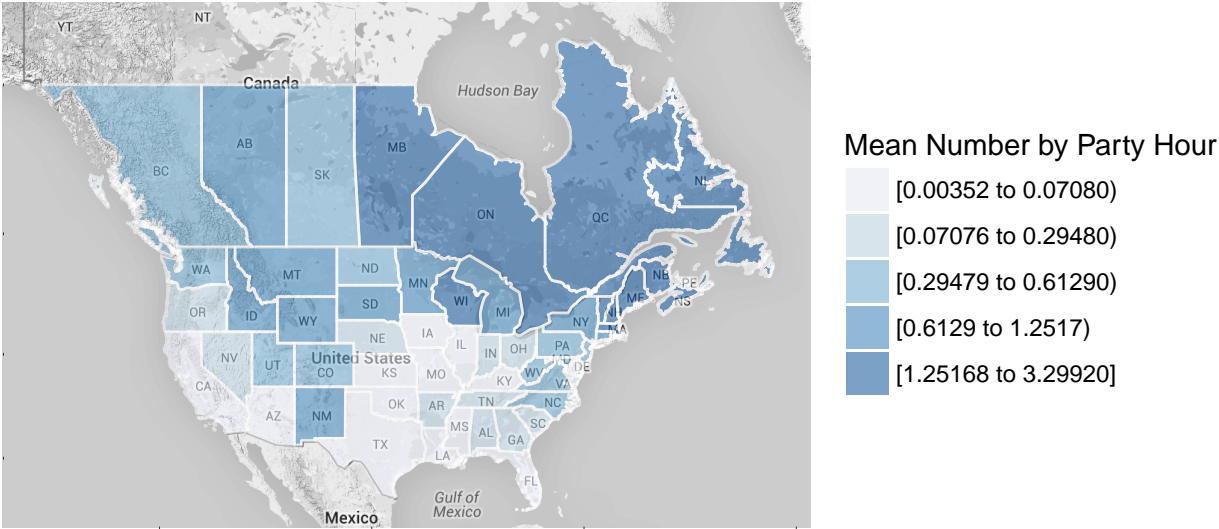 YT
NT
Canada
Hudson Bay
AB
MB
BC
SK
NL
ON
QC
WA
MT
ND
MN
NB
PE
NS
ME
OR
ID
SD
WI
MI
WY
NY
NH
MA
IA
NE
IL
IN
OH
PA
MD
DE
NV
UT
United States
CO
KS
MO
KY
WV
VA
CA
AZ
NM
OK
AR
TN
NC
SC
MS
AL
GA
TX
LA
FL
Gulf of
Mexico
Mexico
Mean Number by Party Hour
[0.00352 to 0.07080)
[0.07076 to 0.29480)
[0.29479 to 0.61290)
[0.6129 to 1.2517)
[1.25168 to 3.29920]